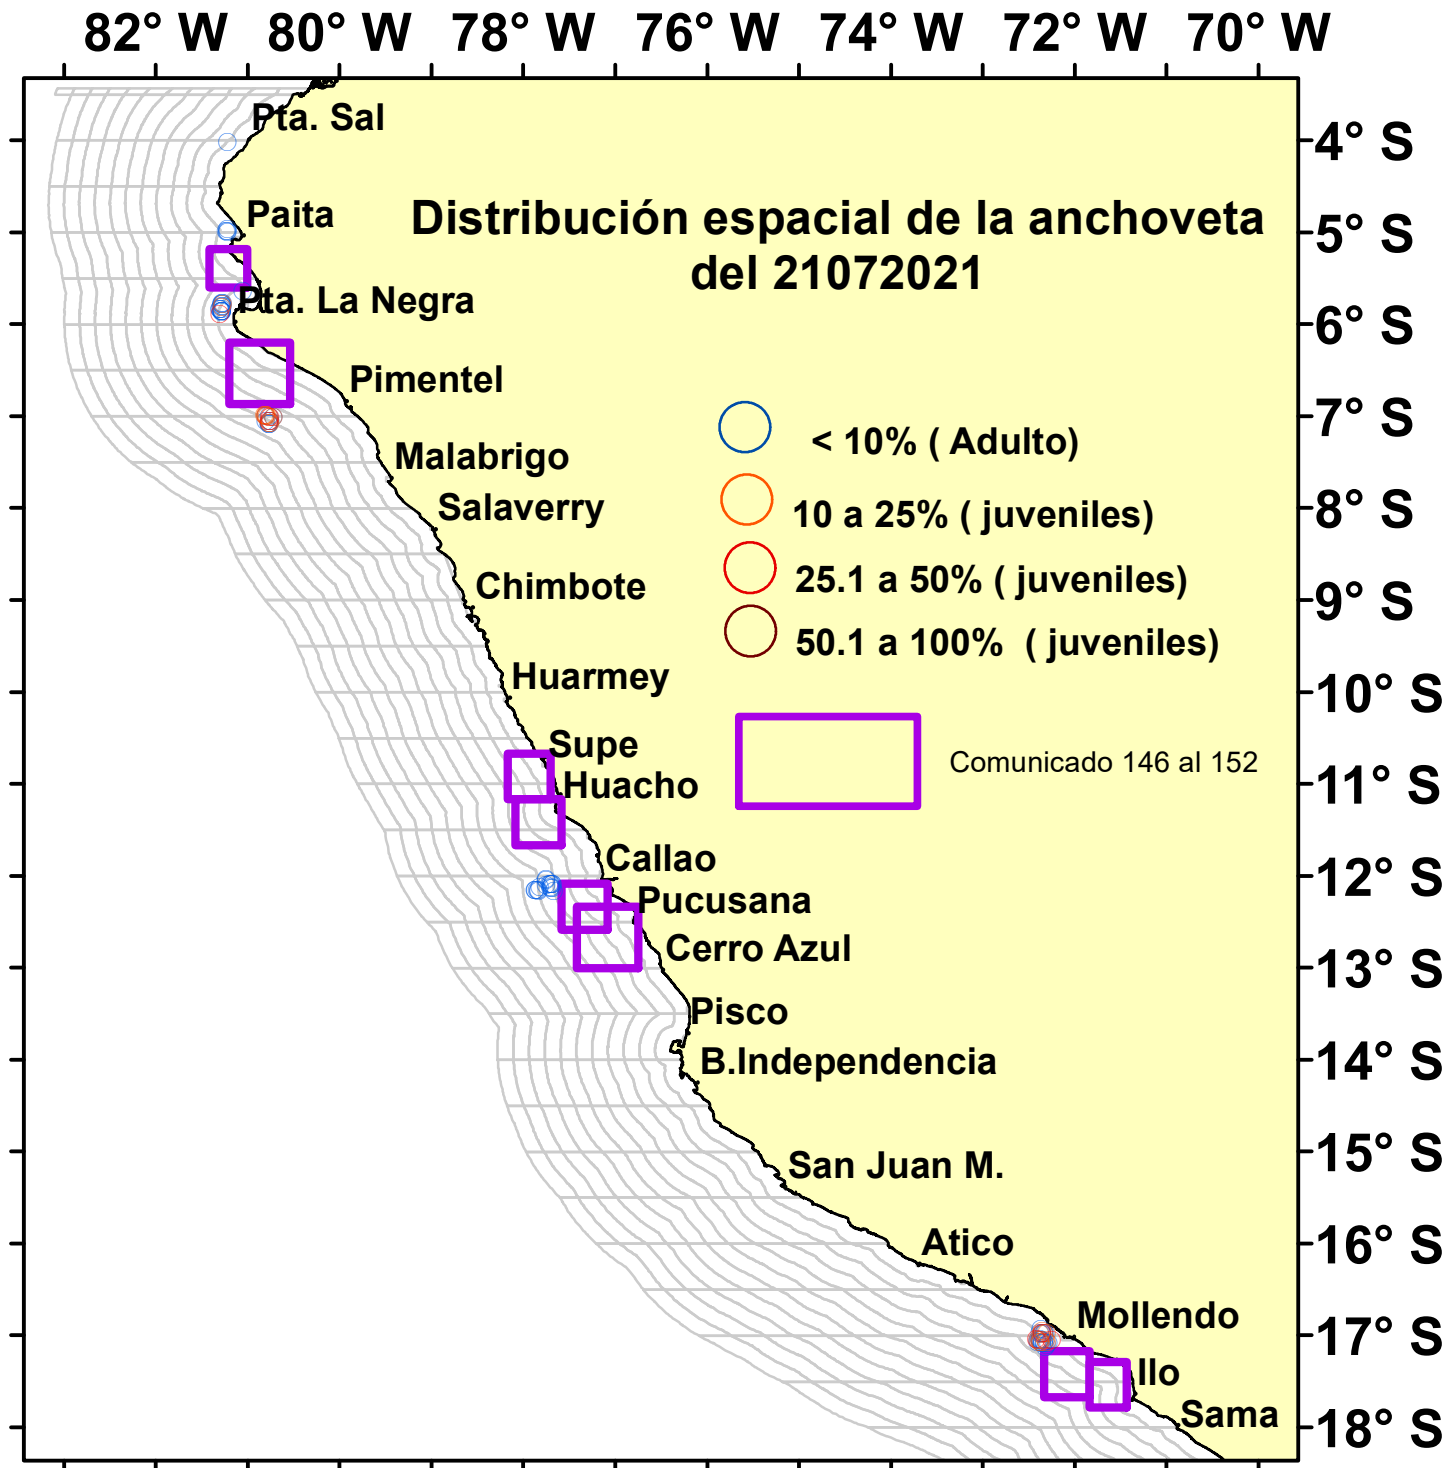 82° W 80° W 78° W 76° W 74° W 72° W 70° W
Pta. Sal
4° S
Paita
Distribución espacial de la anchoveta
del 21072021
5° S
Pta. La Negra
6° S
Pimentel
7° S
< 10% ( Adulto)
Malabrigo
Salaverry
8° S
10 a 25% ( juveniles)
Chimbote
25.1 a 50% ( juveniles)
9° S
50.1 a 100%  ( juveniles)
Huarmey
10° S
Supe
Comunicado 146 al 152
Huacho
11° S
Callao
12° S
Pucusana
Cerro Azul
13° S
Pisco
B.Independencia
14° S
San Juan M.
15° S
Atico
16° S
Mollendo
17° S
Ilo
Sama
18° S